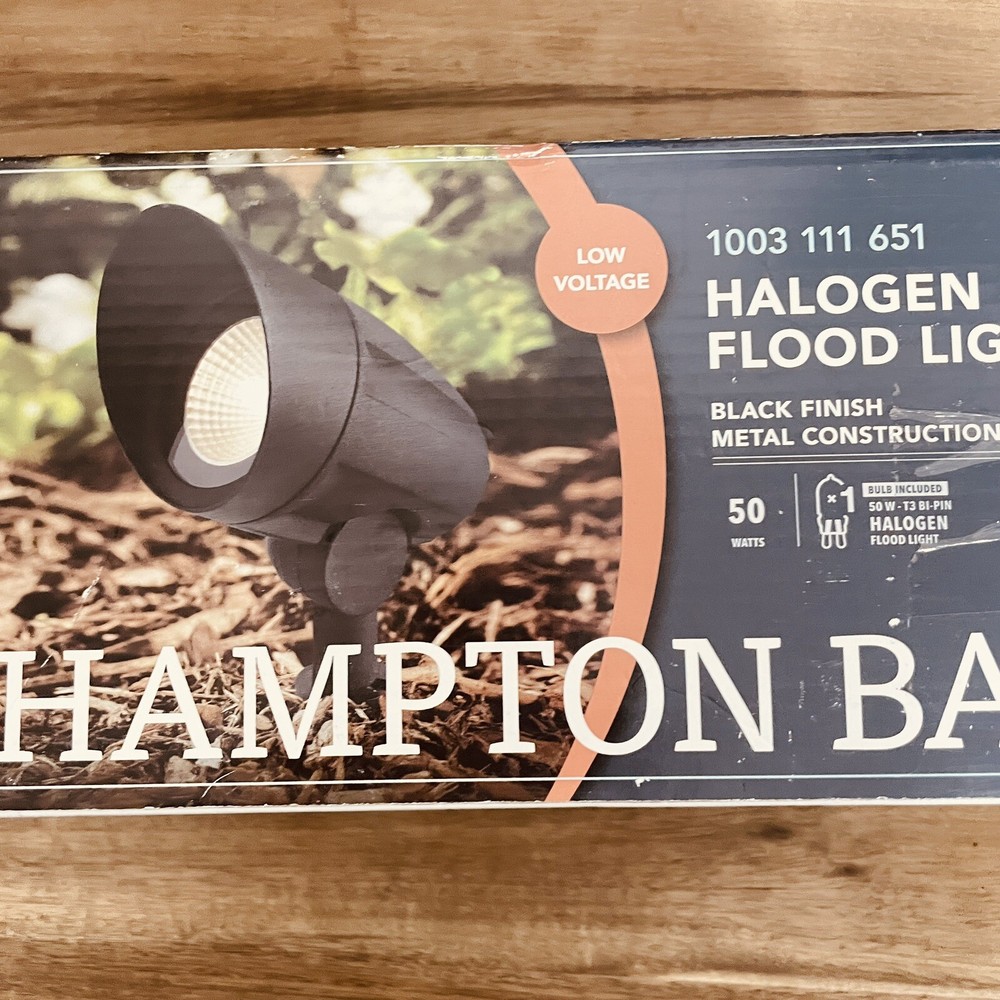 LOW
VOLTAGE
1003 111 651
HALOGEN
FLOOD LIG
BLACK FINISH
METAL CONSTRUCTION
50
WATTS
×1
BULB INCLUDED
50 W - T3 BI-PIN
HALOGEN
FLOOD LIGHT
HAMPTON BA